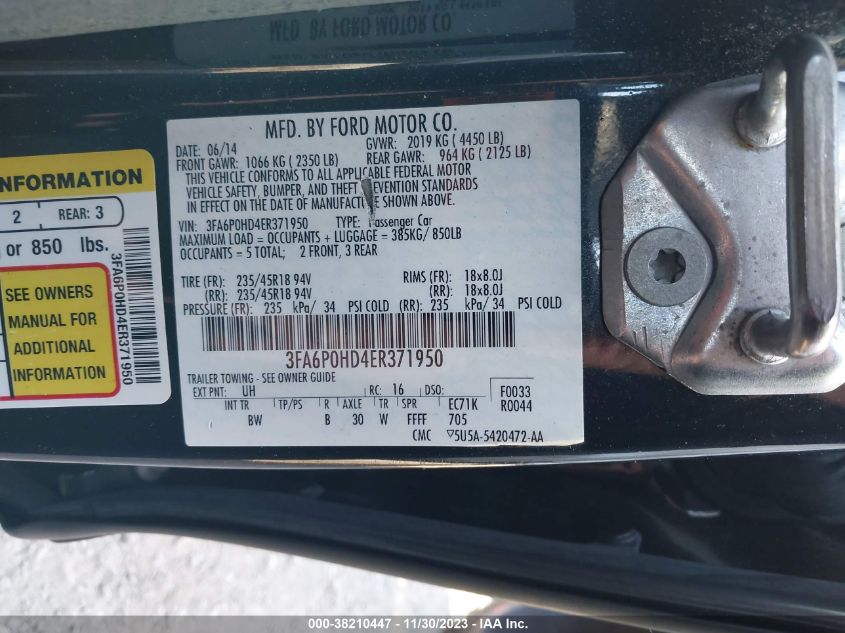 MFD. BY FORD MOTOR CO.
MFD. BY FORD MOTOR CO.
DATE: 06/14 GVWR: 2019 KG ( 4450 LB)
FRONT GAWR: 1066 KG ( 2350 LB) REAR GAWR: 964 KG ( 2125 LB)
THIS VEHICLE CONFORMS TO ALL APPLICABLE FEDERAL MOTOR
VEHICLE SAFETY, BUMPER, AND THEFT PREVENTION STANDARDS
IN EFFECT ON THE DATE OF MANUFACTURE SHOWN ABOVE.
VIN: 3FA6P0HD4ER371950 TYPE: Passenger Car
MAXIMUM LOAD = OCCUPANTS + LUGGAGE = 385KG/ 850LB
OCCUPANTS = 5 TOTAL; 2 FRONT, 3 REAR
TIRE (FR): 235/45R18 94V RIMS (FR): 18x8.0J
(RR): 235/45R18 94V (RR): 18x8.0J
PRESSURE (FR): 235 kPa/ 34 PSI COLD (RR): 235 kPa/ 34 PSI COLD
3FA6P0HD4ER371950
TRAILER TOWING - SEE OWNER GUIDE
EXT PNT: UH RC: 16 DSO: F0033
INT TR TP/PS R AXLE TR SPR EC71K R0044
BW B 30 W FFFF 705
CMC ▽5U5A-5420472-AA
NFORMATION
2 REAR: 3
or 850 lbs.
SEE OWNERS
MANUAL FOR
ADDITIONAL
INFORMATION
3FA6P0HD4ER371950
000-38210447 - 11/30/2023 - IAA Inc.